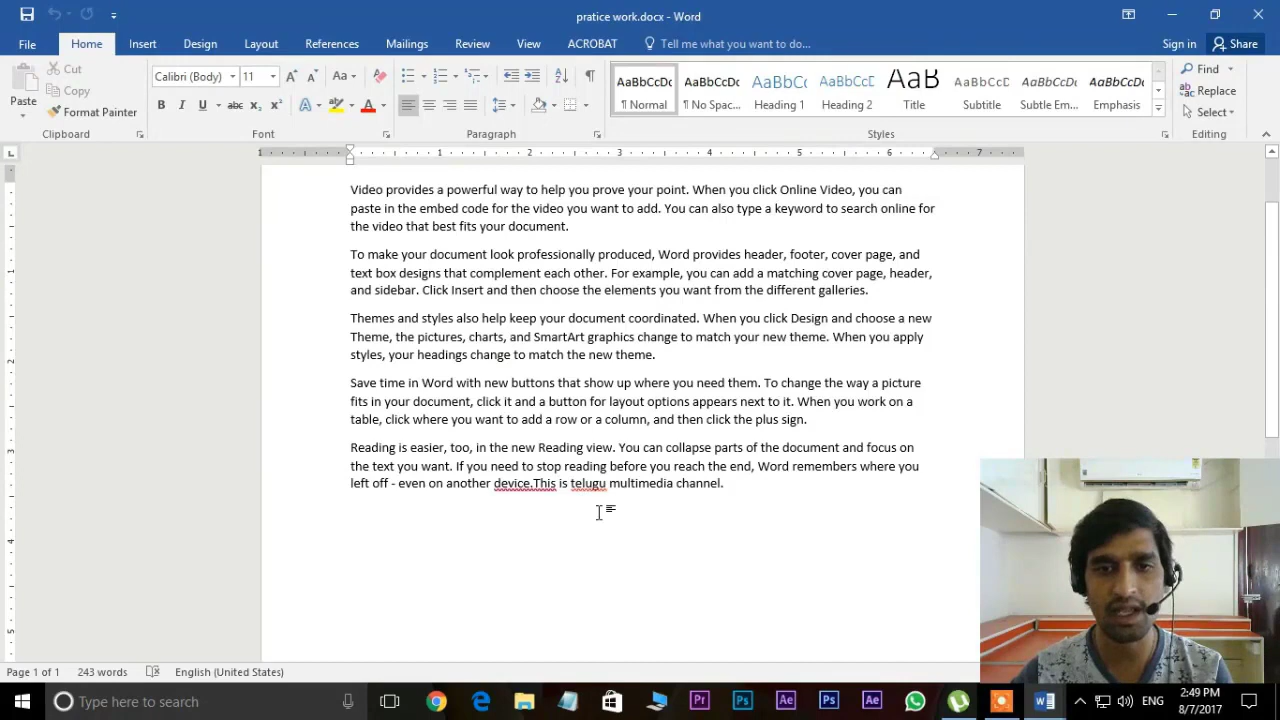 pratice work.docx - Word
File Home Insert Design Layout References Mailings Review View ACROBAT Tell me what you want to do... Sign in Share
Paste Cut Copy Format Painter
Calibri (Body) 11
AaBbCcDc AaBbCcDc AaBbCc AaBbCcD AaB AaBbCcD AaBbCcDc AaBbCcDc
¶ Normal ¶ No Spac... Heading 1 Heading 2 Title Subtitle Subtle Em... Emphasis
Find Replace Select
Clipboard Font Paragraph Styles Editing
1 1 2 3 4 5 6 7
Video provides a powerful way to help you prove your point. When you click Online Video, you can
paste in the embed code for the video you want to add. You can also type a keyword to search online for
the video that best fits your document.
To make your document look professionally produced, Word provides header, footer, cover page, and
text box designs that complement each other. For example, you can add a matching cover page, header,
and sidebar. Click Insert and then choose the elements you want from the different galleries.
Themes and styles also help keep your document coordinated. When you click Design and choose a new
Theme, the pictures, charts, and SmartArt graphics change to match your new theme. When you apply
styles, your headings change to match the new theme.
Save time in Word with new buttons that show up where you need them. To change the way a picture
fits in your document, click it and a button for layout options appears next to it. When you work on a
table, click where you want to add a row or a column, and then click the plus sign.
Reading is easier, too, in the new Reading view. You can collapse parts of the document and focus on
the text you want. If you need to stop reading before you reach the end, Word remembers where you
left off - even on another device.This is telugu multimedia channel.
Page 1 of 1 243 words English (United States)
Type here to search Pr Ps Ae Ps Ae ENG 2:49 PM
8/7/2017